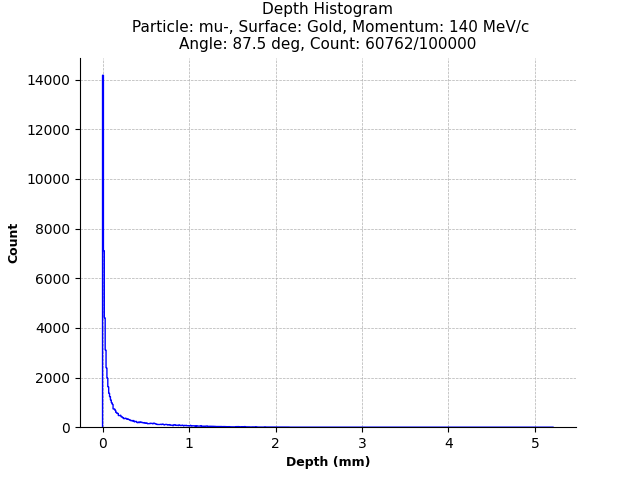 Depth Histogram
Particle: mu-, Surface: Gold, Momentum: 140 MeV/c
Angle: 87.5 deg, Count: 60762/100000
14000
12000
10000
8000
6000
4000
2000
0
Count
0 1 2 3 4 5
Depth (mm)